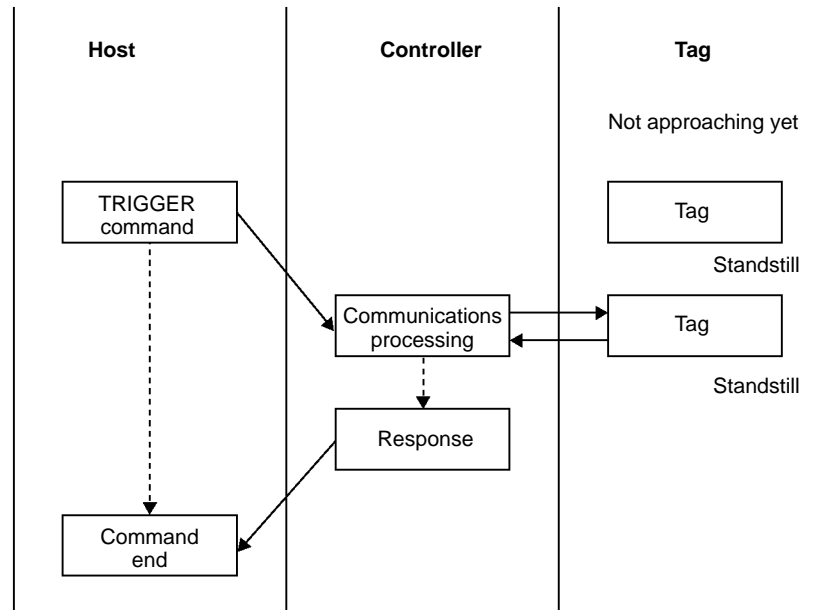 Host
Controller
Tag
Not approaching yet
TRIGGER
command
Tag
Standstill
Communications
processing
Tag
Standstill
Response
Command
end